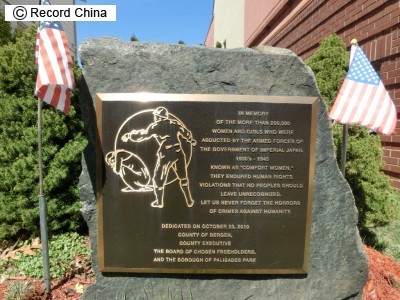 © Record China
IN MEMORY
OF THE MORE THAN 200,000
WOMEN AND GIRLS WHO WERE
ABDUCTED BY THE ARMED FORCES OF
THE GOVERNMENT OF IMPERIAL JAPAN.
1930's - 1945
KNOWN AS "COMFORT WOMEN,"
THEY ENDURED HUMAN RIGHTS
VIOLATIONS THAT NO PEOPLES SHOULD
LEAVE UNRECOGNIZED.
LET US NEVER FORGET THE HORRORS
OF CRIMES AGAINST HUMANITY.
DEDICATED ON OCTOBER 23, 2010
COUNTY OF BERGEN,
COUNTY EXECUTIVE
THE BOARD OF CHOSEN FREEHOLDERS,
AND THE BOROUGH OF PALISADES PARK